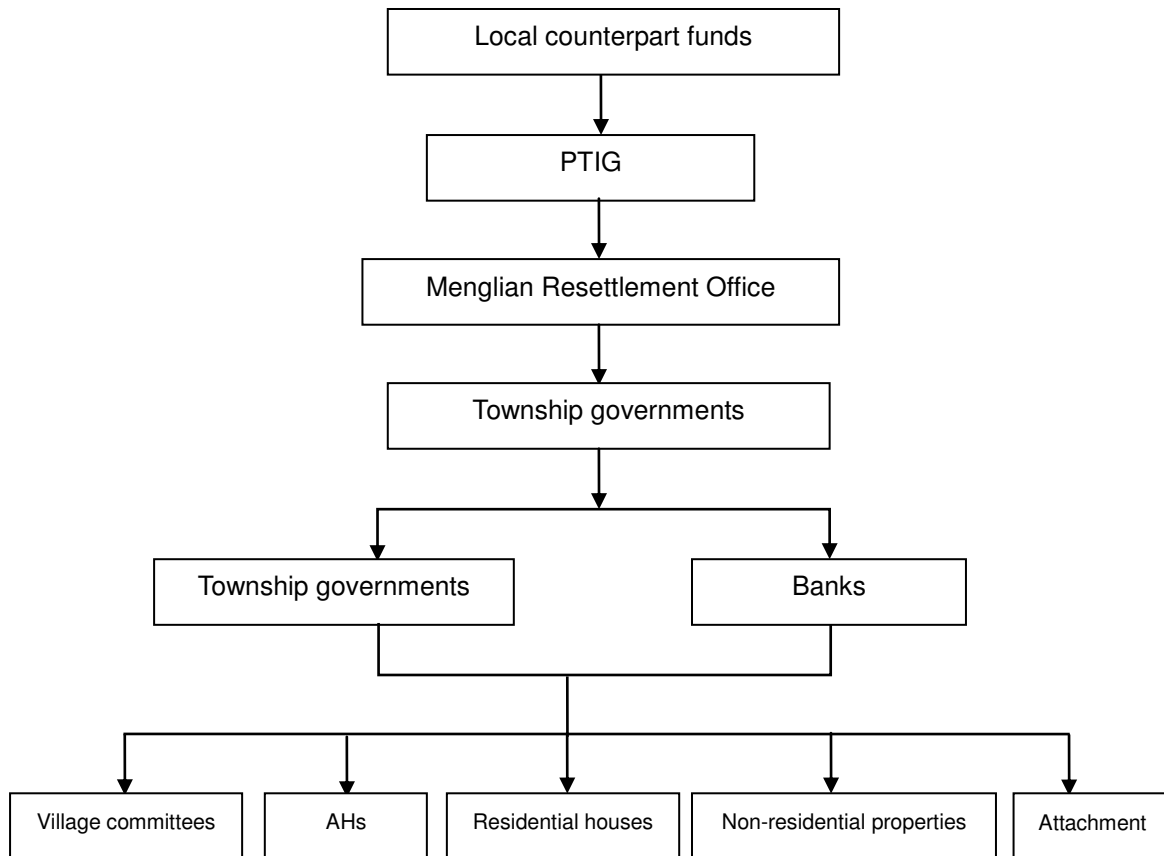 Local counterpart funds
PTIG
Menglian Resettlement Office
Township governments
Township governments
Banks
Village committees
AHs
Residential houses
Non-residential properties
Attachment